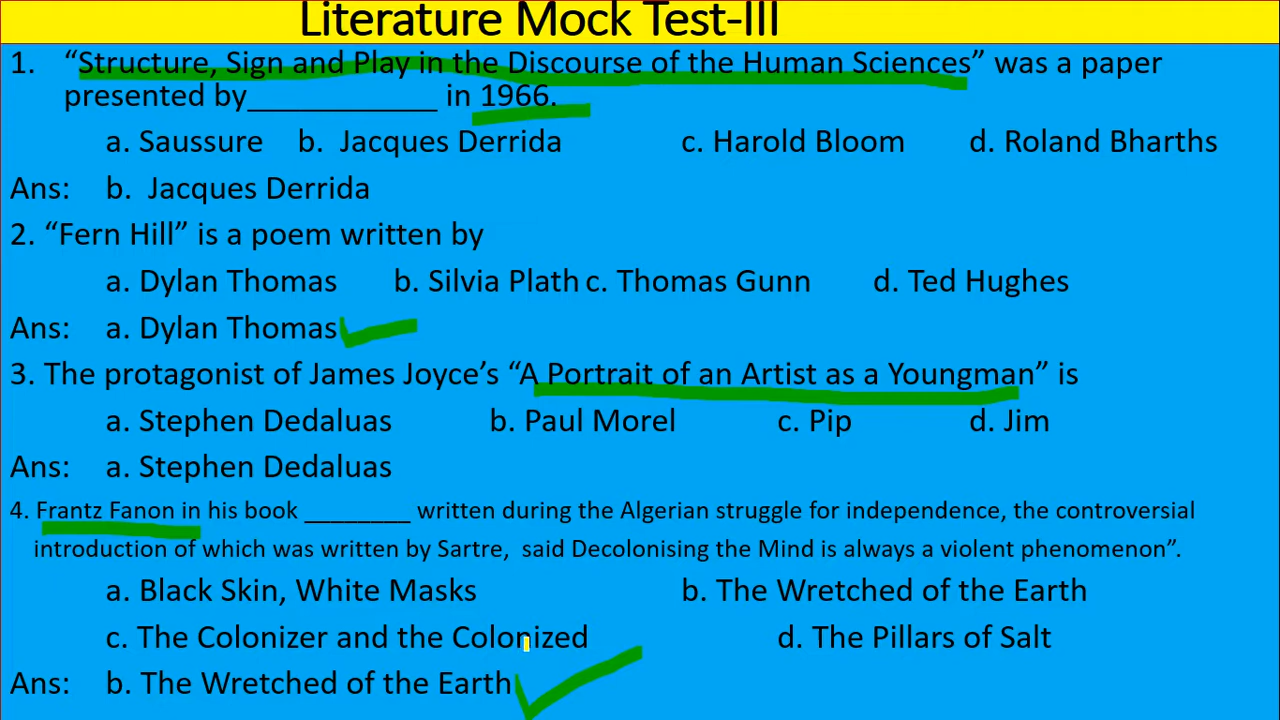 Literature Mock Test-III
1. “Structure, Sign and Play in the Discourse of the Human Sciences” was a paper
presented by___________ in 1966.
a. Saussure b. Jacques Derrida c. Harold Bloom d. Roland Bharths
Ans: b. Jacques Derrida
2. “Fern Hill” is a poem written by
a. Dylan Thomas b. Silvia Plath c. Thomas Gunn d. Ted Hughes
Ans: a. Dylan Thomas
3. The protagonist of James Joyce’s “A Portrait of an Artist as a Youngman” is
a. Stephen Dedaluas b. Paul Morel c. Pip d. Jim
Ans: a. Stephen Dedaluas
4. Frantz Fanon in his book ________ written during the Algerian struggle for independence, the controversial
introduction of which was written by Sartre, said Decolonising the Mind is always a violent phenomenon”.
a. Black Skin, White Masks b. The Wretched of the Earth
c. The Colonizer and the Colonized d. The Pillars of Salt
Ans: b. The Wretched of the Earth